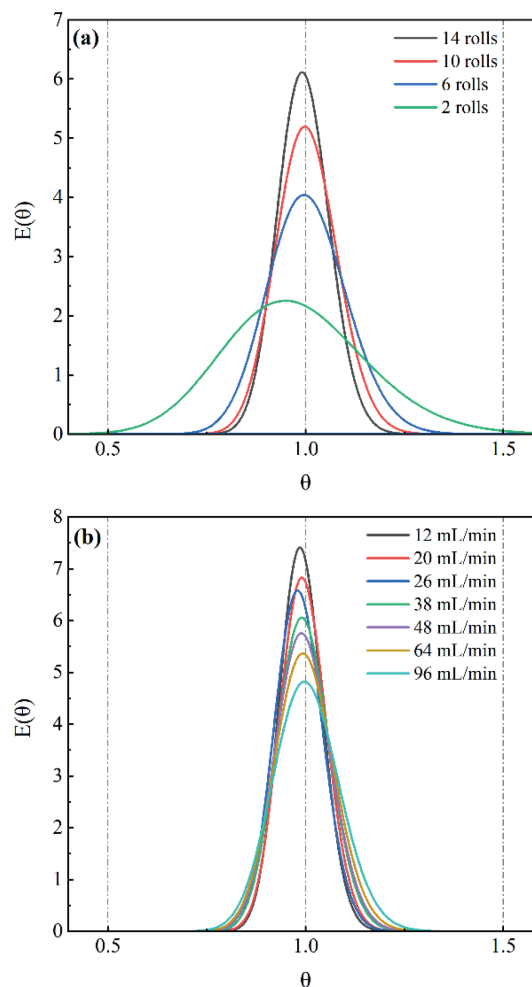 (a)
14 rolls
10 rolls
6 rolls
2 rolls
7
6
5
4
3
2
1
0
E(θ)
0.5 1.0 1.5
θ
(b)
12 mL/min
20 mL/min
26 mL/min
38 mL/min
48 mL/min
64 mL/min
96 mL/min
8
7
6
5
4
3
2
1
0
E(θ)
0.5 1.0 1.5
θ